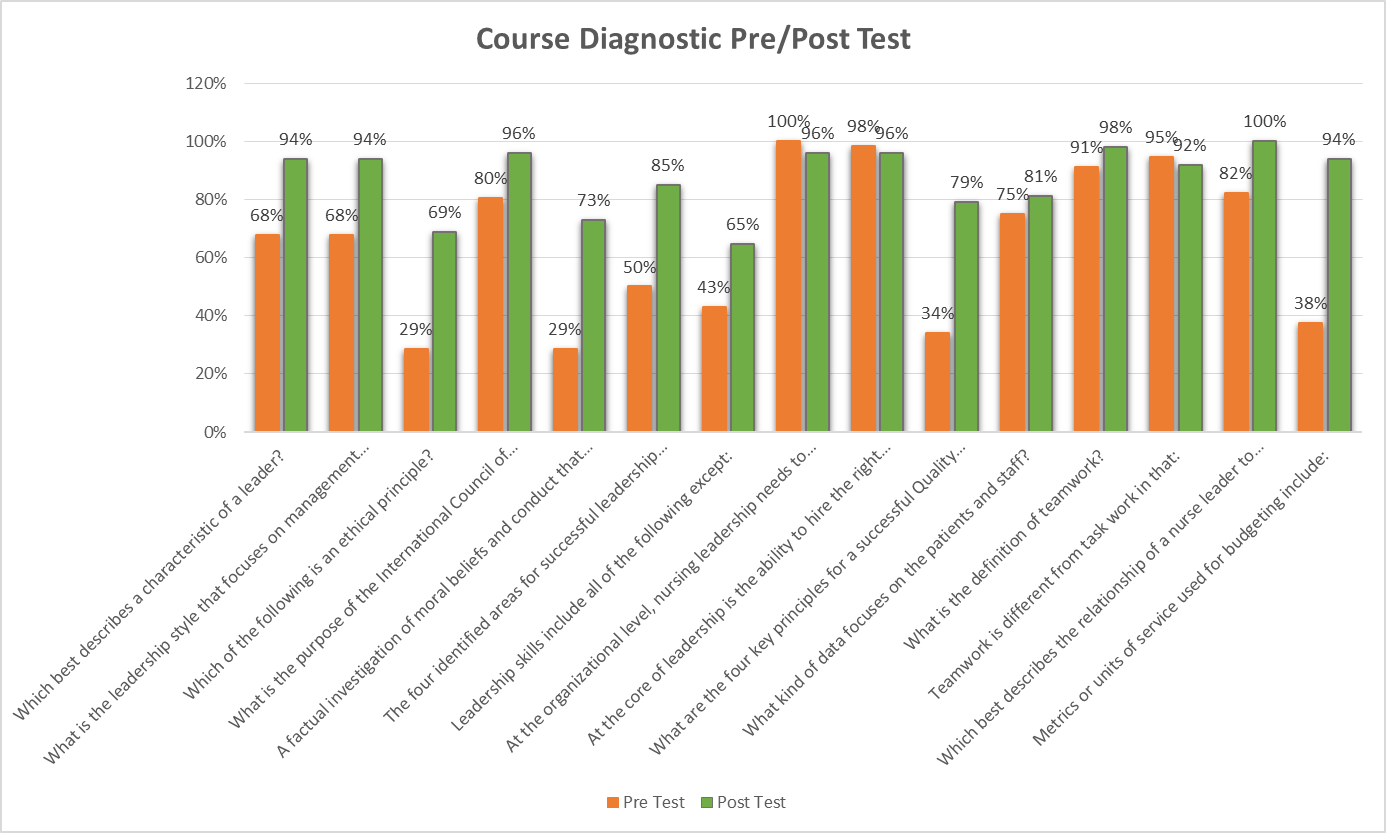 Course Diagnostic Pre/Post Test
120%
100%
80%
60%
40%
20%
0%
68%
94%
68%
94%
29%
69%
80%
96%
29%
73%
50%
85%
43%
65%
100%
96%
98%
96%
34%
79%
75%
81%
91%
98%
95%
92%
82%
100%
38%
94%
Which best describes a characteristic of a leader?
What is the leadership style that focuses on management...
Which of the following is an ethical principle?
What is the purpose of the International Council of...
A factual investigation of moral beliefs and conduct that...
The four identified areas for successful leadership...
Leadership skills include all of the following except:
At the organizational level, nursing leadership needs to...
At the core of leadership is the ability to hire the right...
What are the four key principles for a successful Quality...
What kind of data focuses on the patients and staff?
What is the definition of teamwork?
Teamwork is different from task work in that:
Which best describes the relationship of a nurse leader to...
Metrics or units of service used for budgeting include:
Pre Test
Post Test